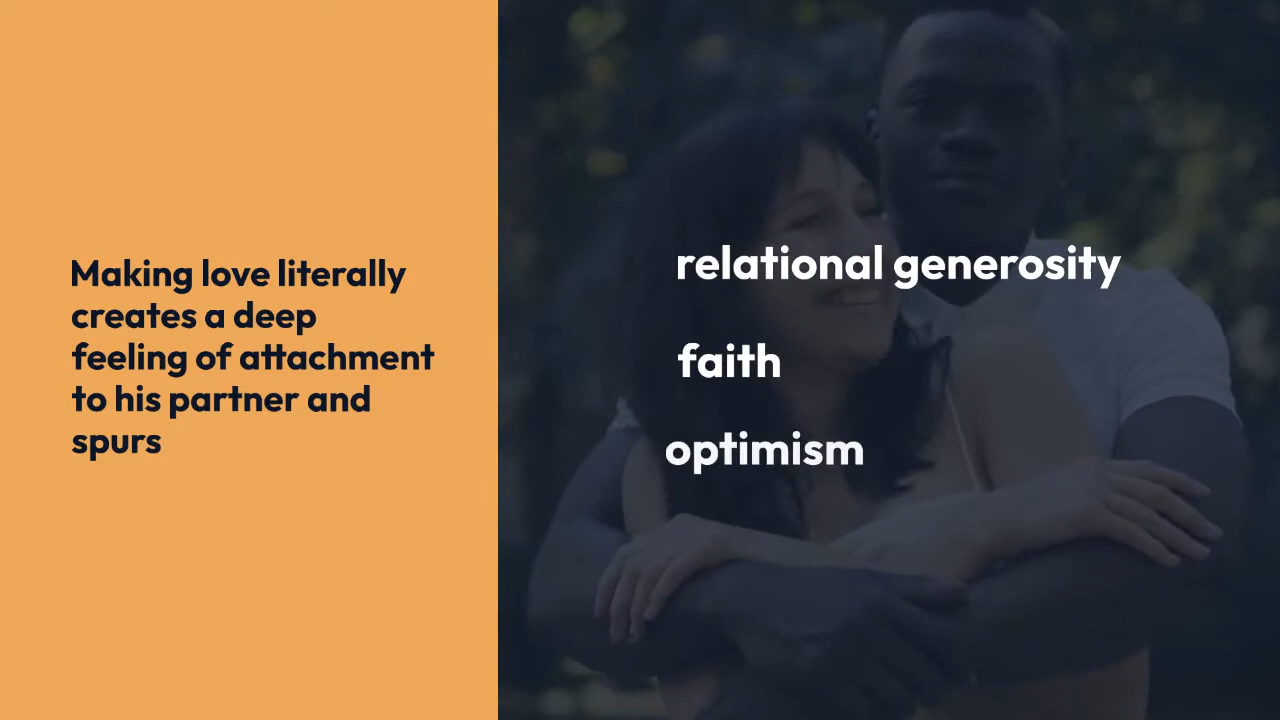 Making love literally
creates a deep
feeling of attachment
to his partner and
spurs
relational generosity
faith
optimism